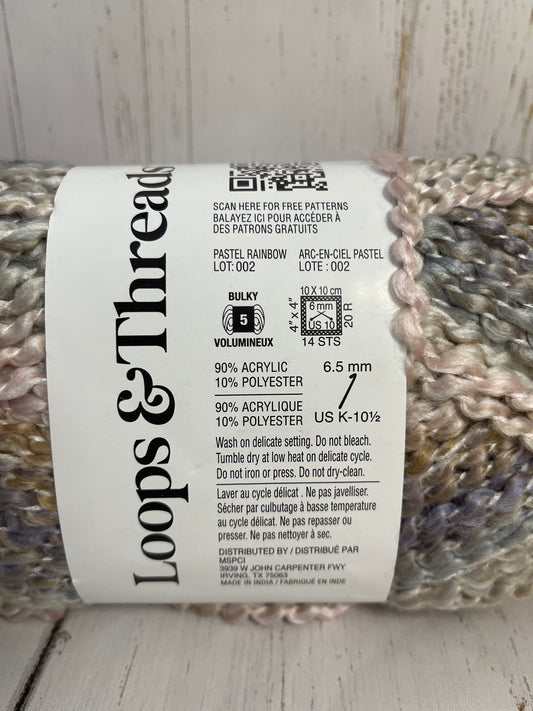 Loops & Threads
SCAN HERE FOR FREE PATTERNS
BALAYEZ ICI POUR ACCÉDER À
DES PATRONS GRATUITS
PASTEL RAINBOW
LOT: 002
ARC-EN-CIEL PASTEL
LOTE : 002
BULKY
5
VOLUMINEUX
10 X 10 cm
4" x 4"
6 mm
US 10
20 R
14 STS
90% ACRYLIC
10% POLYESTER
90% ACRYLIQUE
10% POLYESTER
6.5 mm
US K-10½
Wash on delicate setting. Do not bleach.
Tumble dry at low heat on delicate cycle.
Do not iron or press. Do not dry-clean.
Laver au cycle délicat . Ne pas javelliser.
Sécher par culbutage à basse temperature
au cycle délicat. Ne pas repasser ou
presser. Ne pas nettoyer à sec.
DISTRIBUTED BY / DISTRIBUÉ PAR
MSPCI
3939 W JOHN CARPENTER FWY
IRVING, TX 75063
MADE IN INDIA / FABRIQUÉ EN INDE